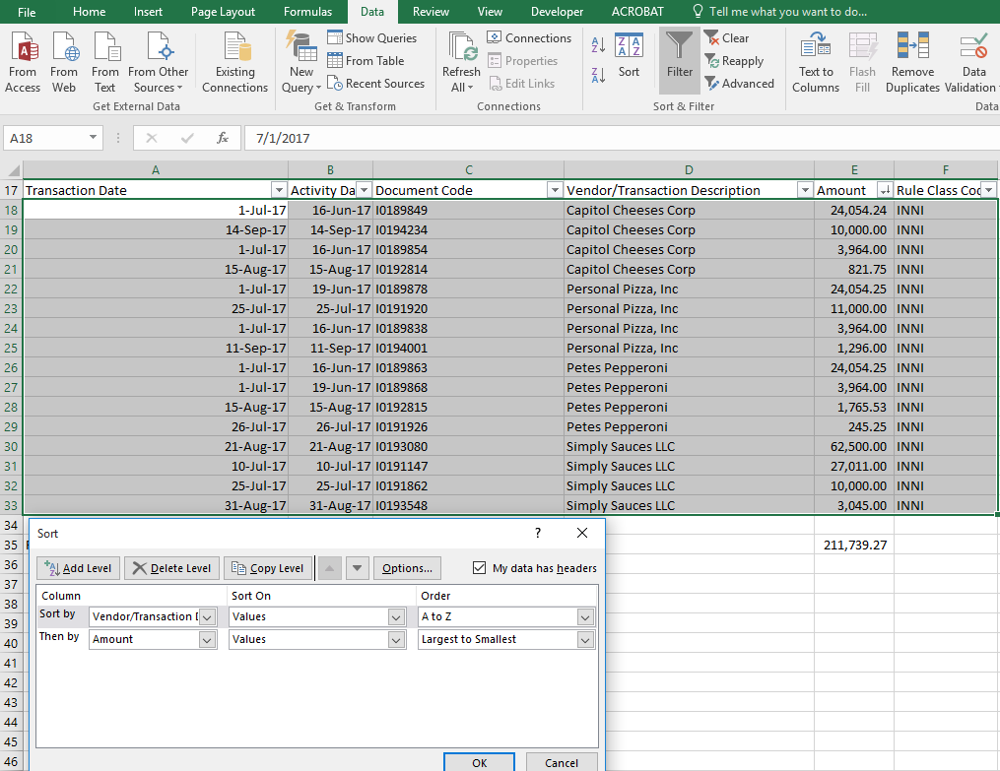 File Home Insert Page Layout Formulas Data Review View Developer ACROBAT Tell me what you want to do...
From Access From Web From Text From Other Sources Existing Connections New Query Show Queries From Table Recent Sources Refresh All Connections Properties Edit Links Sort Filter Clear Reapply Advanced Text to Columns Flash Fill Remove Duplicates Data Validation
Get External Data Get & Transform Connections Sort & Filter Data
A18 fx 7/1/2017
A B C D E F
17 Transaction Date Activity Da Document Code Vendor/Transaction Description Amount Rule Class Coc
18 1-Jul-17 16-Jun-17 I0189849 Capitol Cheeses Corp 24,054.24 INNI
19 14-Sep-17 14-Sep-17 I0194234 Capitol Cheeses Corp 10,000.00 INNI
20 1-Jul-17 16-Jun-17 I0189854 Capitol Cheeses Corp 3,964.00 INNI
21 15-Aug-17 15-Aug-17 I0192814 Capitol Cheeses Corp 821.75 INNI
22 1-Jul-17 19-Jun-17 I0189878 Personal Pizza, Inc 24,054.25 INNI
23 25-Jul-17 25-Jul-17 I0191920 Personal Pizza, Inc 11,000.00 INNI
24 1-Jul-17 16-Jun-17 I0189838 Personal Pizza, Inc 3,964.00 INNI
25 11-Sep-17 11-Sep-17 I0194001 Personal Pizza, Inc 1,296.00 INNI
26 1-Jul-17 16-Jun-17 I0189863 Petes Pepperoni 24,054.25 INNI
27 1-Jul-17 19-Jun-17 I0189868 Petes Pepperoni 3,964.00 INNI
28 15-Aug-17 15-Aug-17 I0192815 Petes Pepperoni 1,765.53 INNI
29 26-Jul-17 26-Jul-17 I0191926 Petes Pepperoni 245.25 INNI
30 21-Aug-17 21-Aug-17 I0193080 Simply Sauces LLC 62,500.00 INNI
31 10-Jul-17 10-Jul-17 I0191147 Simply Sauces LLC 27,011.00 INNI
32 25-Jul-17 25-Jul-17 I0191862 Simply Sauces LLC 10,000.00 INNI
33 31-Aug-17 31-Aug-17 I0193548 Simply Sauces LLC 3,045.00 INNI
34
35 211,739.27
36
37
38
39
40
41
42
43
44
45
46
Sort ?
Add Level Delete Level Copy Level Options... My data has headers
Column Sort On Order
Sort by Vendor/Transaction Values A to Z
Then by Amount Values Largest to Smallest
OK Cancel